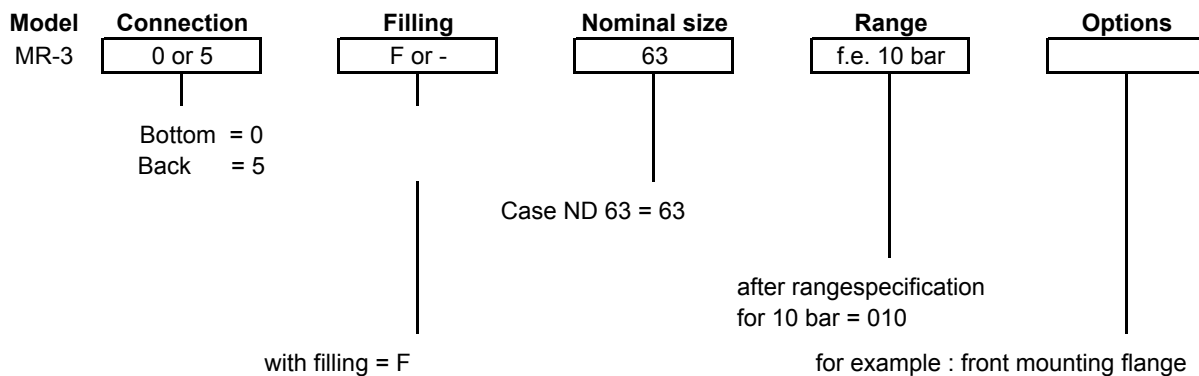 Model Connection Filling Nominal size Range Options
MR-3 0 or 5 F or - 63 f.e. 10 bar
Bottom = 0
Back = 5
Case ND 63 = 63
after rangespecification
for 10 bar = 010
with filling = F for example : front mounting flange